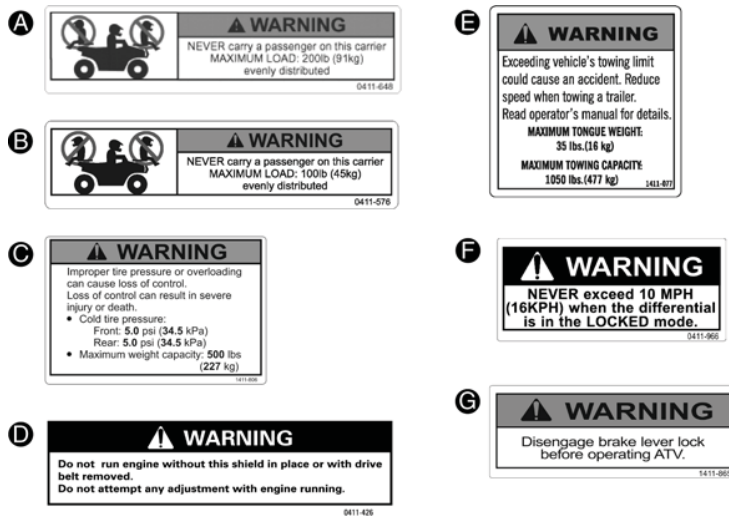 A
WARNING
NEVER carry a passenger on this carrier
MAXIMUM LOAD: 200lb (91kg)
evenly distributed
0411-648
B
WARNING
NEVER carry a passenger on this carrier
MAXIMUM LOAD: 100lb (45kg)
evenly distributed
0411-576
C
WARNING
Improper tire pressure or overloading
can cause loss of control.
Loss of control can result in severe
injury or death.
• Cold tire pressure:
Front: 5.0 psi (34.5 kPa)
Rear: 5.0 psi (34.5 kPa)
• Maximum weight capacity: 500 lbs
(227 kg)
D
WARNING
Do not run engine without this shield in place or with drive
belt removed.
Do not attempt any adjustment with engine running.
0411-426
E
WARNING
Exceeding vehicle's towing limit
could cause an accident. Reduce
speed when towing a trailer.
Read operator's manual for details.
MAXIMUM TONGUE WEIGHT:
35 lbs.(16 kg)
MAXIMUM TOWING CAPACITY:
1050 lbs.(477 kg)
1411-077
F
WARNING
NEVER exceed 10 MPH
(16KPH) when the differential
is in the LOCKED mode.
0411-966
G
WARNING
Disengage brake lever lock
before operating ATV.